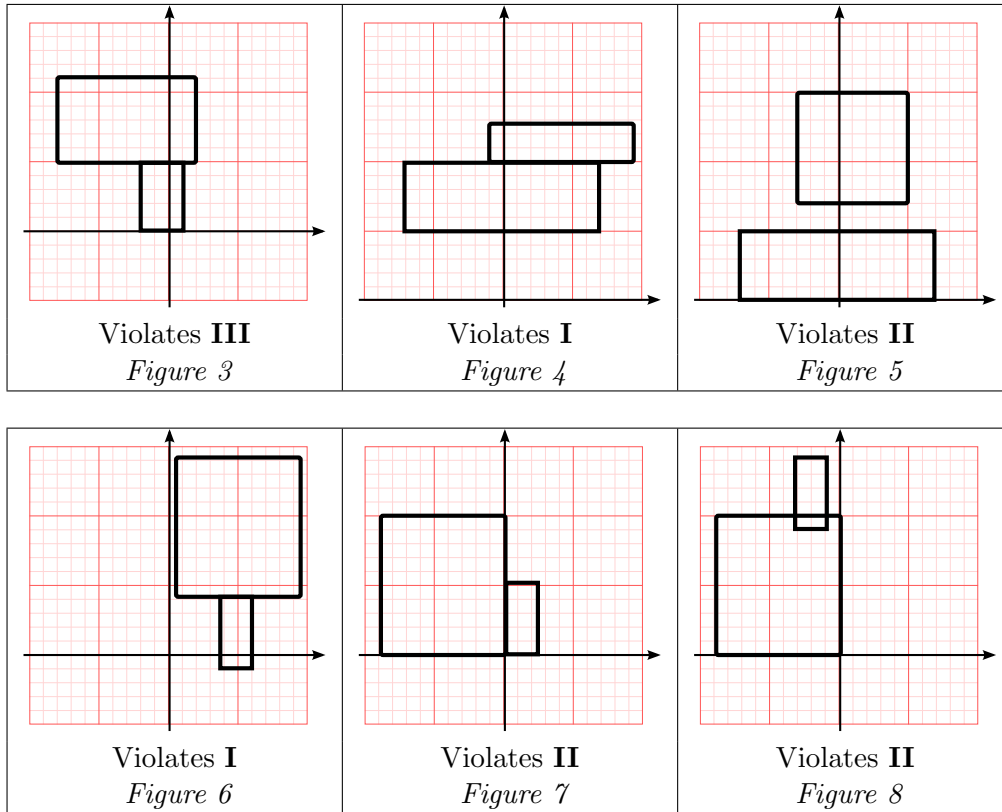 Violates III
Figure 3
Violates I
Figure 4
Violates II
Figure 5
Violates I
Figure 6
Violates II
Figure 7
Violates II
Figure 8